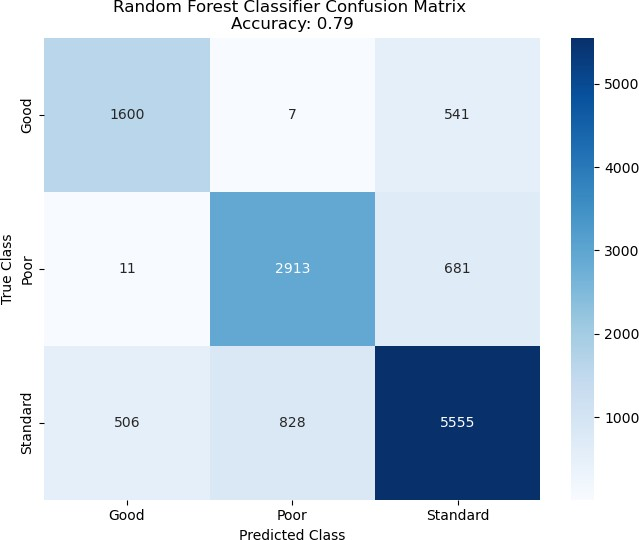 Random Forest Classifier Confusion Matrix
Accuracy: 0.79
True Class
Good
1600 7 541
Poor
11 2913 681
Standard
506 828 5555
Good Poor Standard
Predicted Class
5000
4000
3000
2000
1000